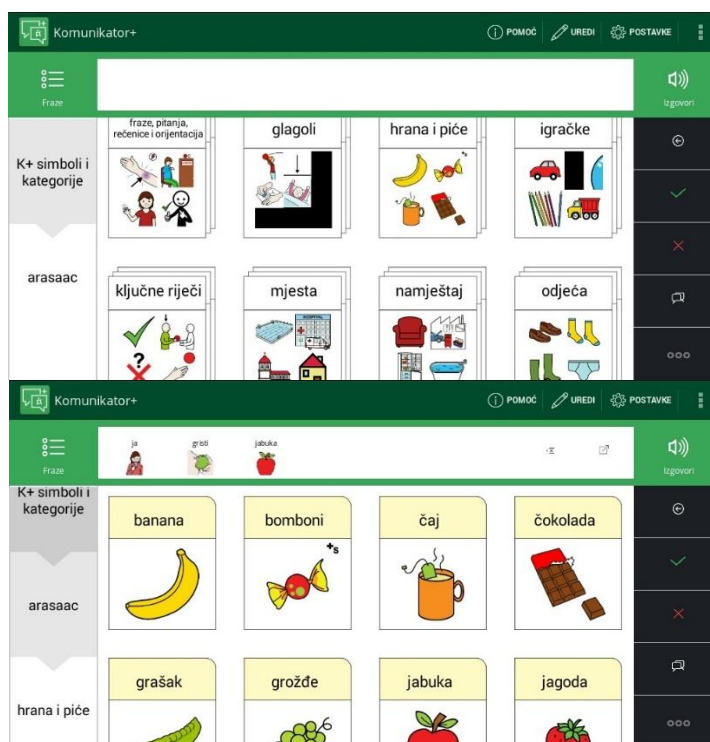 Komunikator+
POMOĆ
UREDI
POSTAVKE
Fraze
Izgovori
K+ simboli i
kategorije
arasaac
fraze, pitanja,
rečenice i orijentacija
glagoli
hrana i piće
igračke
+s
HOSPITAL
ključne riječi
mjesta
namještaj
odjeća
?
Komunikator+
POMOĆ
UREDI
POSTAVKE
Fraze
ja
gristi
jabuka
Izgovori
K+ simboli i
kategorije
arasaac
hrana i piće
banana
bomboni
čaj
čokolada
+s
grašak
grožđe
jabuka
jagoda